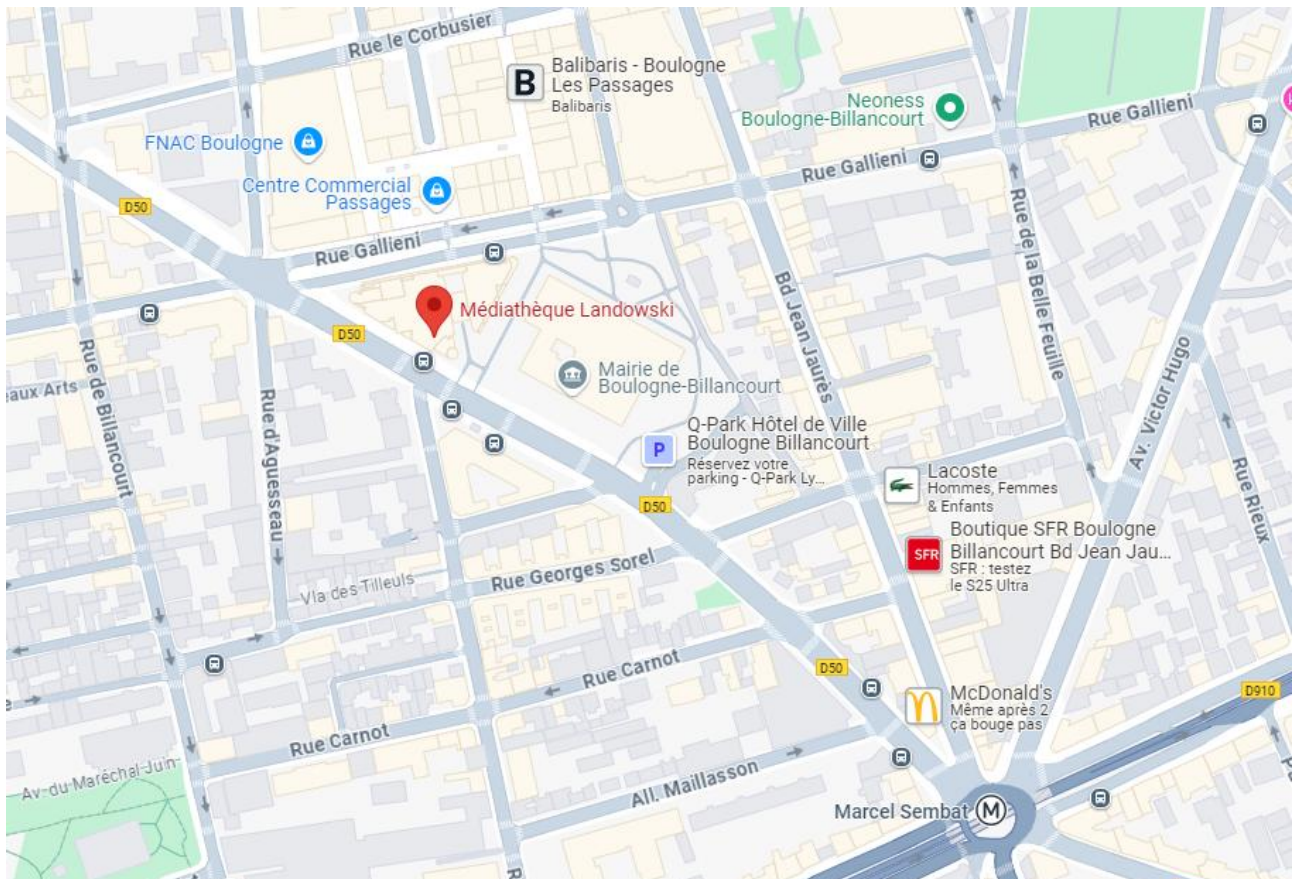 Rue le Corbusier
B
Balibaris - Boulogne
Les Passages
Balibaris
Neoness
Boulogne-Billancourt
Rue Gallieni
FNAC Boulogne
Rue Gallieni
Centre Commercial
Passages
D50
Rue Gallieni
Rue de la Belle Feuille
Bd Jean Jaurès
Médiathèque Landowski
D50
Mairie de
Boulogne-Billancourt
eaux Arts
Rue de Billancourt
Rue d'Aguesseau
Av. Victor Hugo
Rue Rieux
P
Q-Park Hôtel de Ville
Boulogne Billancourt
Réservez votre
parking - Q-Park Ly...
Lacoste
Hommes, Femmes
& Enfants
D50
SFR
Boutique SFR Boulogne
Billancourt Bd Jean Jau...
SFR : testez
le S25 Ultra
Rue Georges Sorel
Vla des Tilleuls
Rue Carnot
D50
McDonald's
Même après 2
ça bouge pas
D910
Rue Carnot
Av. du Maréchal Juin
All. Maillasson
Marcel Sembat
M